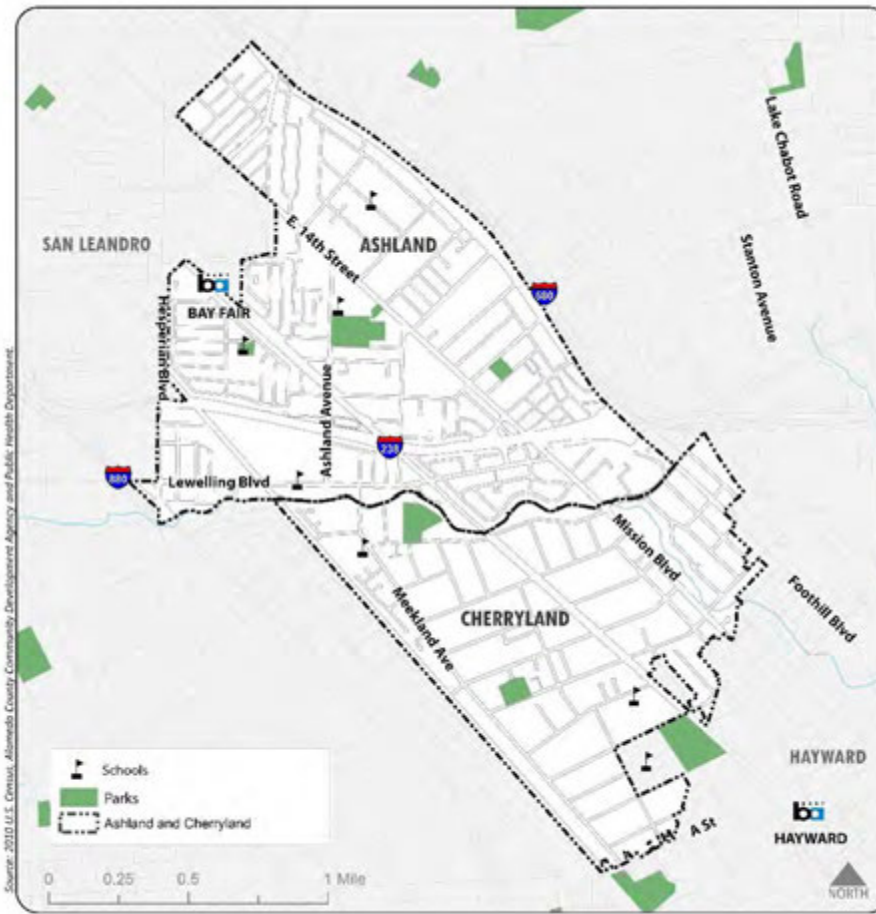 Lake Chabot Road
SAN LEANDRO
E. 14th Street
ASHLAND
Stanton Avenue
ba
BAY FAIR
Hesperian Blvd
580
Ashland Avenue
238
880
Lewelling Blvd
Mission Blvd
Foothill Blvd
Meekland Ave
CHERRYLAND
HAYWARD
Schools
Parks
Ashland and Cherryland
ba
HAYWARD
A St
0 0.25 0.5 1 Mile
NORTH
Source: 2010 U.S. Census, Alameda County Community Development Agency and Public Health Department.